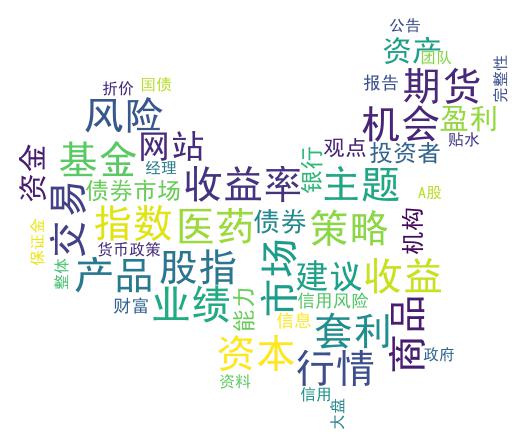 公告
资产
团队
完整性
折价
国债
报告
期货
风险
机会
盈利
网站
观点
投资者
贴水
资金
基金
经理
银行
债券市场
收益率
主题
A股
交易
保证金
指数
医药
债券
策略
机构
货币政策
整体
产品
股指
市场
建议
收益
财富
业绩
能力
信用风险
信息
套利
商品
资本
行情
政府
资料
信用
大盘